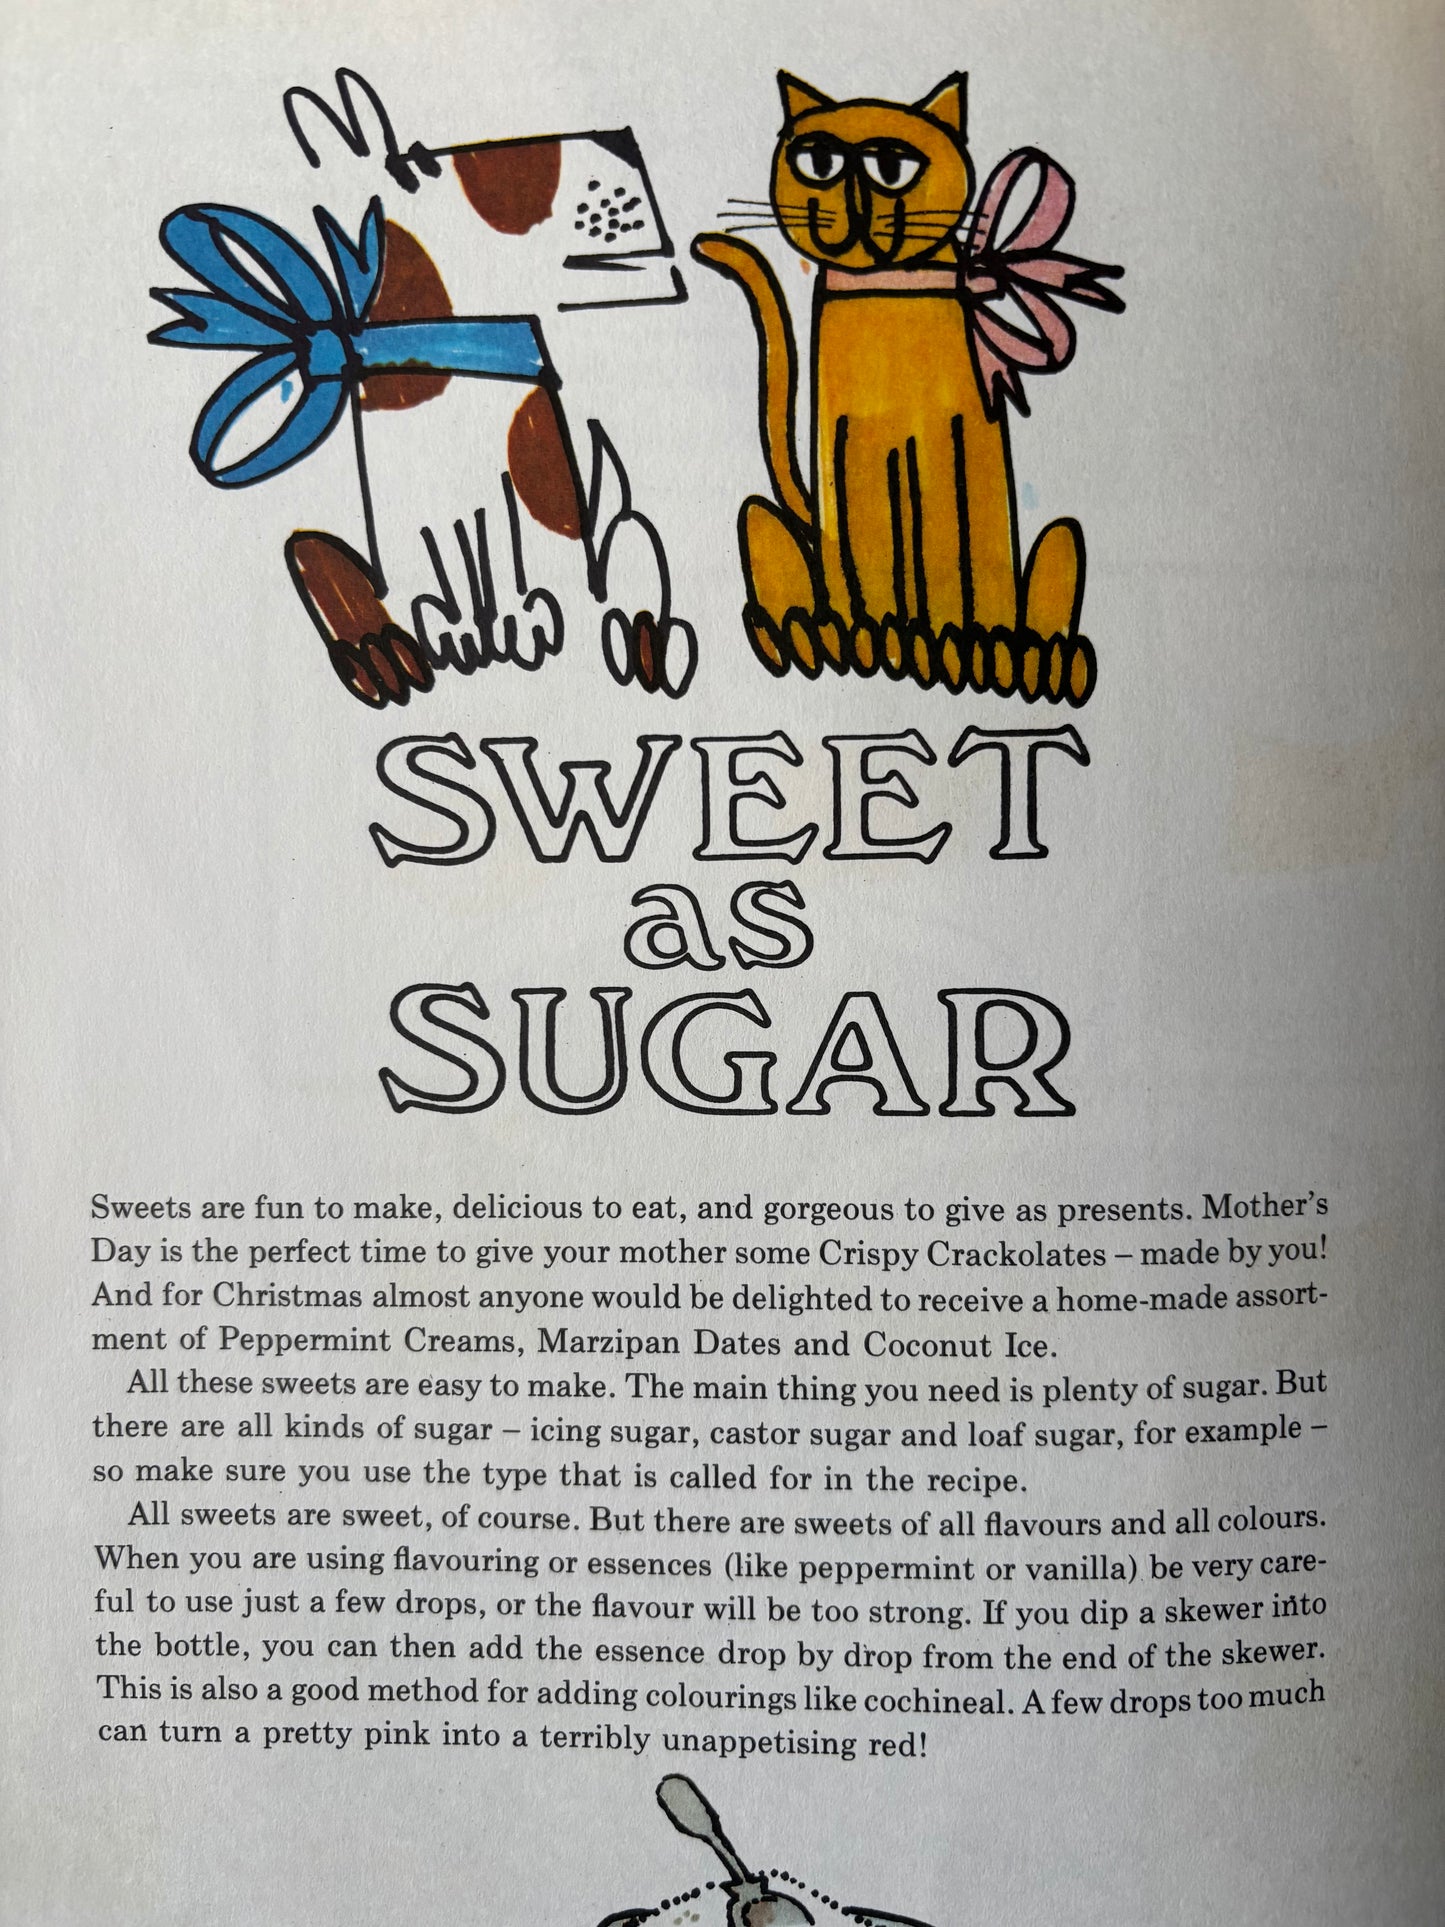 SWEET
as
SUGAR
Sweets are fun to make, delicious to eat, and gorgeous to give as presents. Mother's
Day is the perfect time to give your mother some Crispy Crackolates – made by you!
And for Christmas almost anyone would be delighted to receive a home-made assort-
ment of Peppermint Creams, Marzipan Dates and Coconut Ice.
All these sweets are easy to make. The main thing you need is plenty of sugar. But
there are all kinds of sugar – icing sugar, castor sugar and loaf sugar, for example –
so make sure you use the type that is called for in the recipe.
All sweets are sweet, of course. But there are sweets of all flavours and all colours.
When you are using flavouring or essences (like peppermint or vanilla) be very care-
ful to use just a few drops, or the flavour will be too strong. If you dip a skewer into
the bottle, you can then add the essence drop by drop from the end of the skewer.
This is also a good method for adding colourings like cochineal. A few drops too much
can turn a pretty pink into a terribly unappetising red!